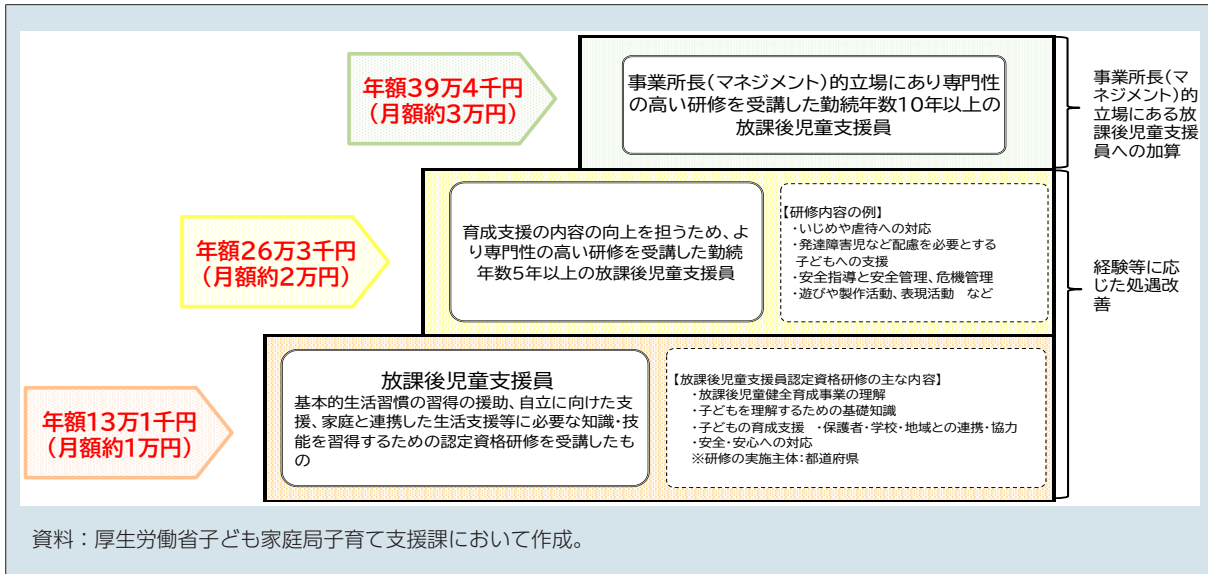 年額39万4千円
(月額約3万円)
事業所長(マネジメント)的立場にあり専門性
の高い研修を受講した勤続年数10年以上の
放課後児童支援員
事業所長(マ
ネジメント)的
立場にある放
課後児童支援
員への加算
年額26万3千円
(月額約2万円)
育成支援の内容の向上を担うため、よ
り専門性の高い研修を受講した勤続
年数5年以上の放課後児童支援員
【研修内容の例】
・いじめや虐待への対応
・発達障害児など配慮を必要とする
子どもへの支援
・安全指導と安全管理、危機管理
・遊びや製作活動、表現活動 など
経験等に応
じた処遇改
善
年額13万1千円
(月額約1万円)
放課後児童支援員
基本的生活習慣の習得の援助、自立に向けた支
援、家庭と連携した生活支援等に必要な知識・技
能を習得するための認定資格研修を受講したも
の
【放課後児童支援員認定資格研修の主な内容】
・放課後児童健全育成事業の理解
・子どもを理解するための基礎知識
・子どもの育成支援 ・保護者・学校・地域との連携・協力
・安全・安心への対応
※研修の実施主体:都道府県
資料:厚生労働省子ども家庭局子育て支援課において作成。